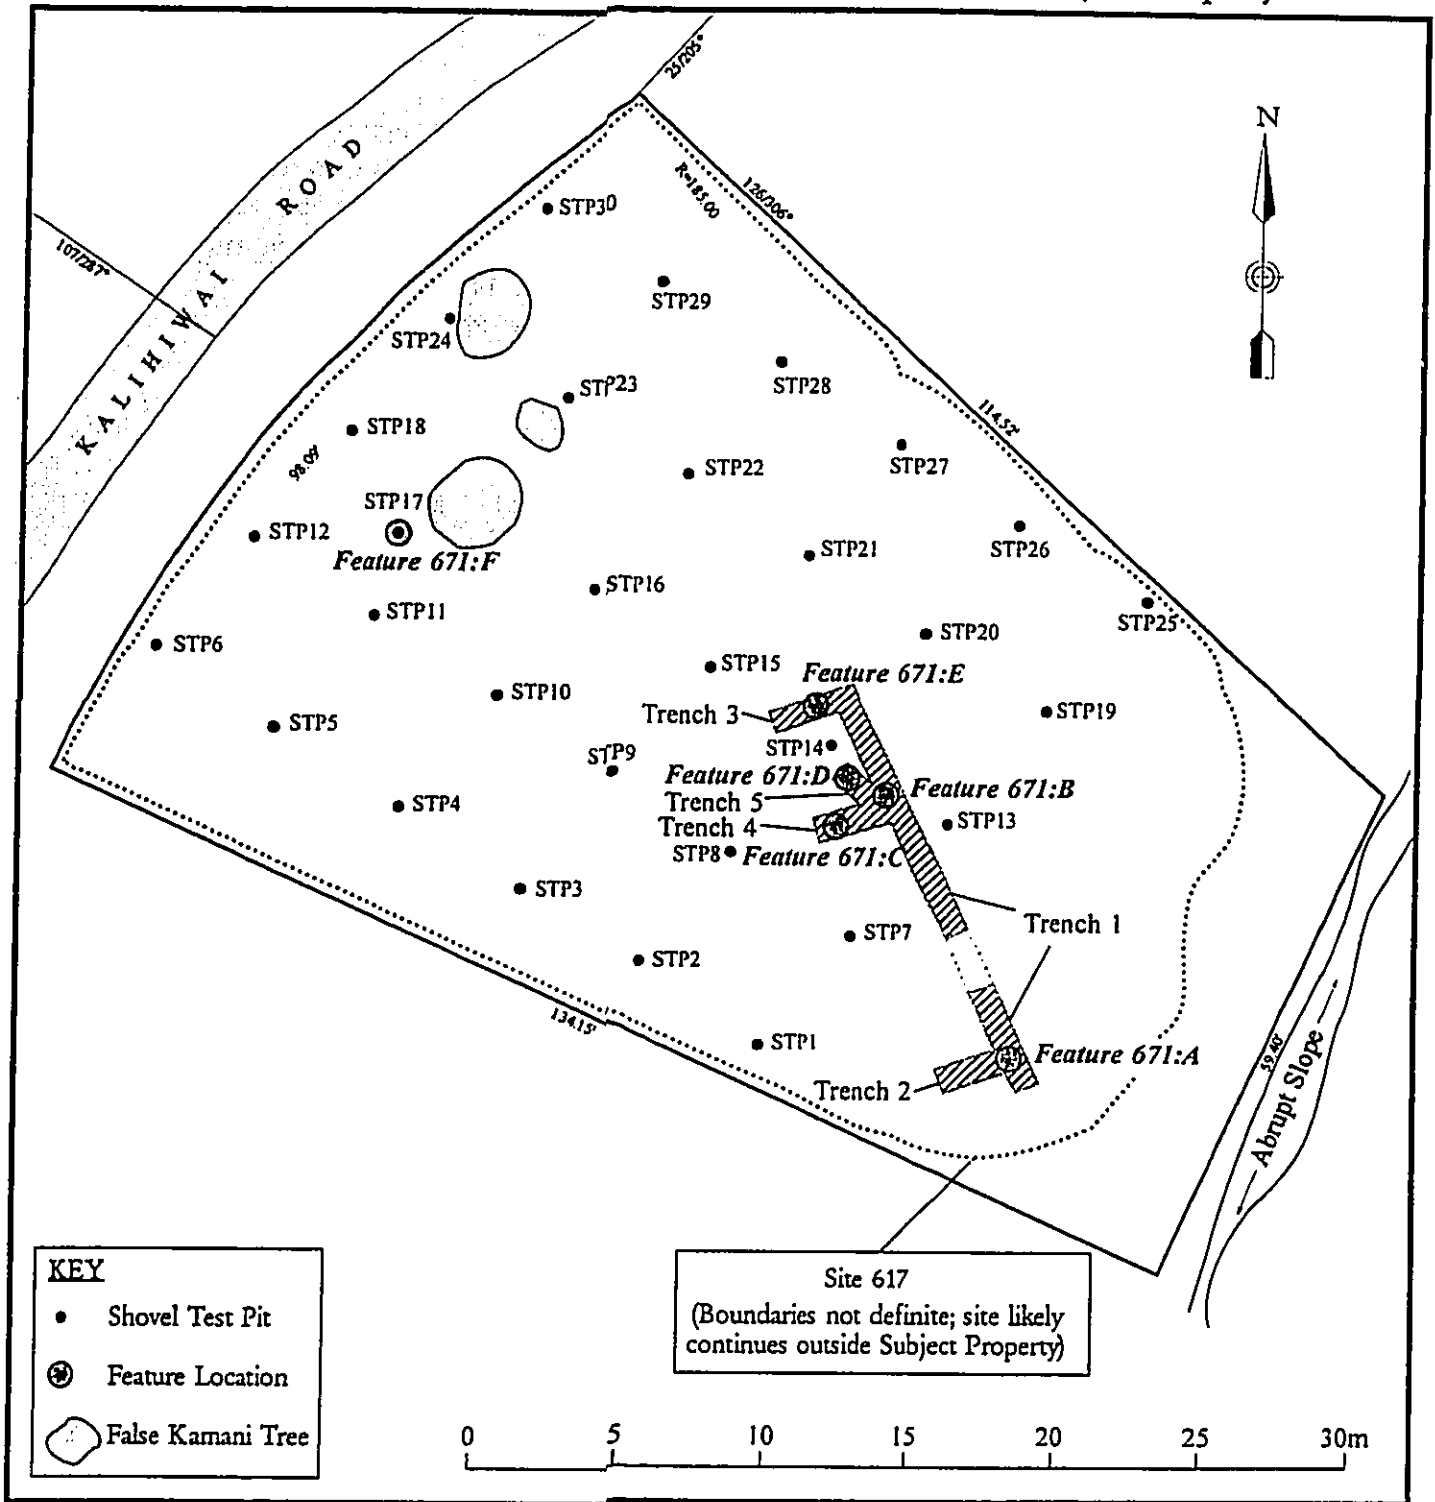 25/205°
N
KALIHIWAI ROAD
107/287°
R=185.00
126/306°
STP30
STP29
STP24
STP28
STP23
STP18
114.52'
98.09'
STP22
STP27
STP17
STP12
Feature 671:F
STP26
STP21
STP16
STP11
STP25
STP6
STP20
STP15
Feature 671:E
STP10
Trench 3
STP19
STP5
STP14
STP9
Feature 671:D
Feature 671:B
Trench 5
STP4
Trench 4
STP13
STP8
Feature 671:C
STP3
Trench 1
STP7
STP2
134.15'
STP1
Feature 671:A
59.40'
Abrupt Slope
Trench 2
Site 617
(Boundaries not definite; site likely
continues outside Subject Property)
KEY
Shovel Test Pit
Feature Location
False Kamani Tree
0 5 10 15 20 25 30m